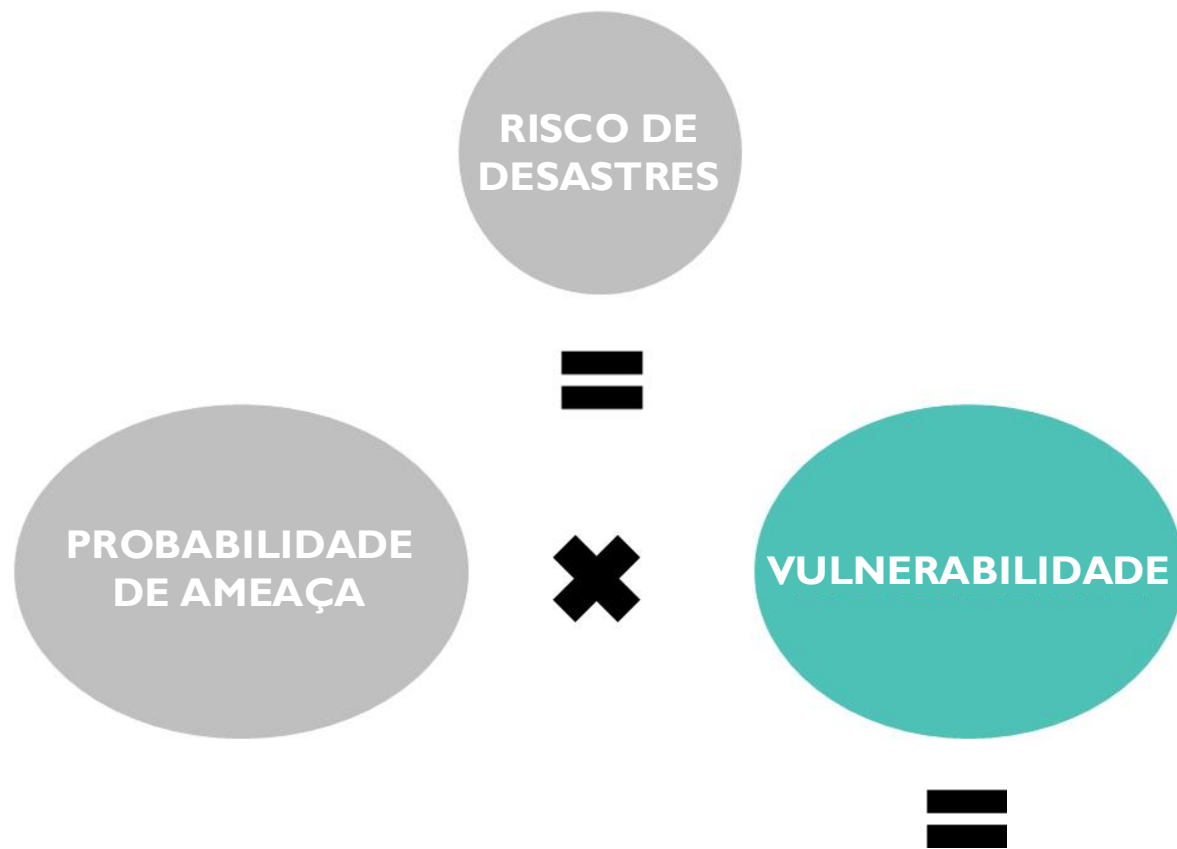 RISCO DE
DESASTRES
=
PROBABILIDADE
DE AMEAÇA
×
VULNERABILIDADE
=